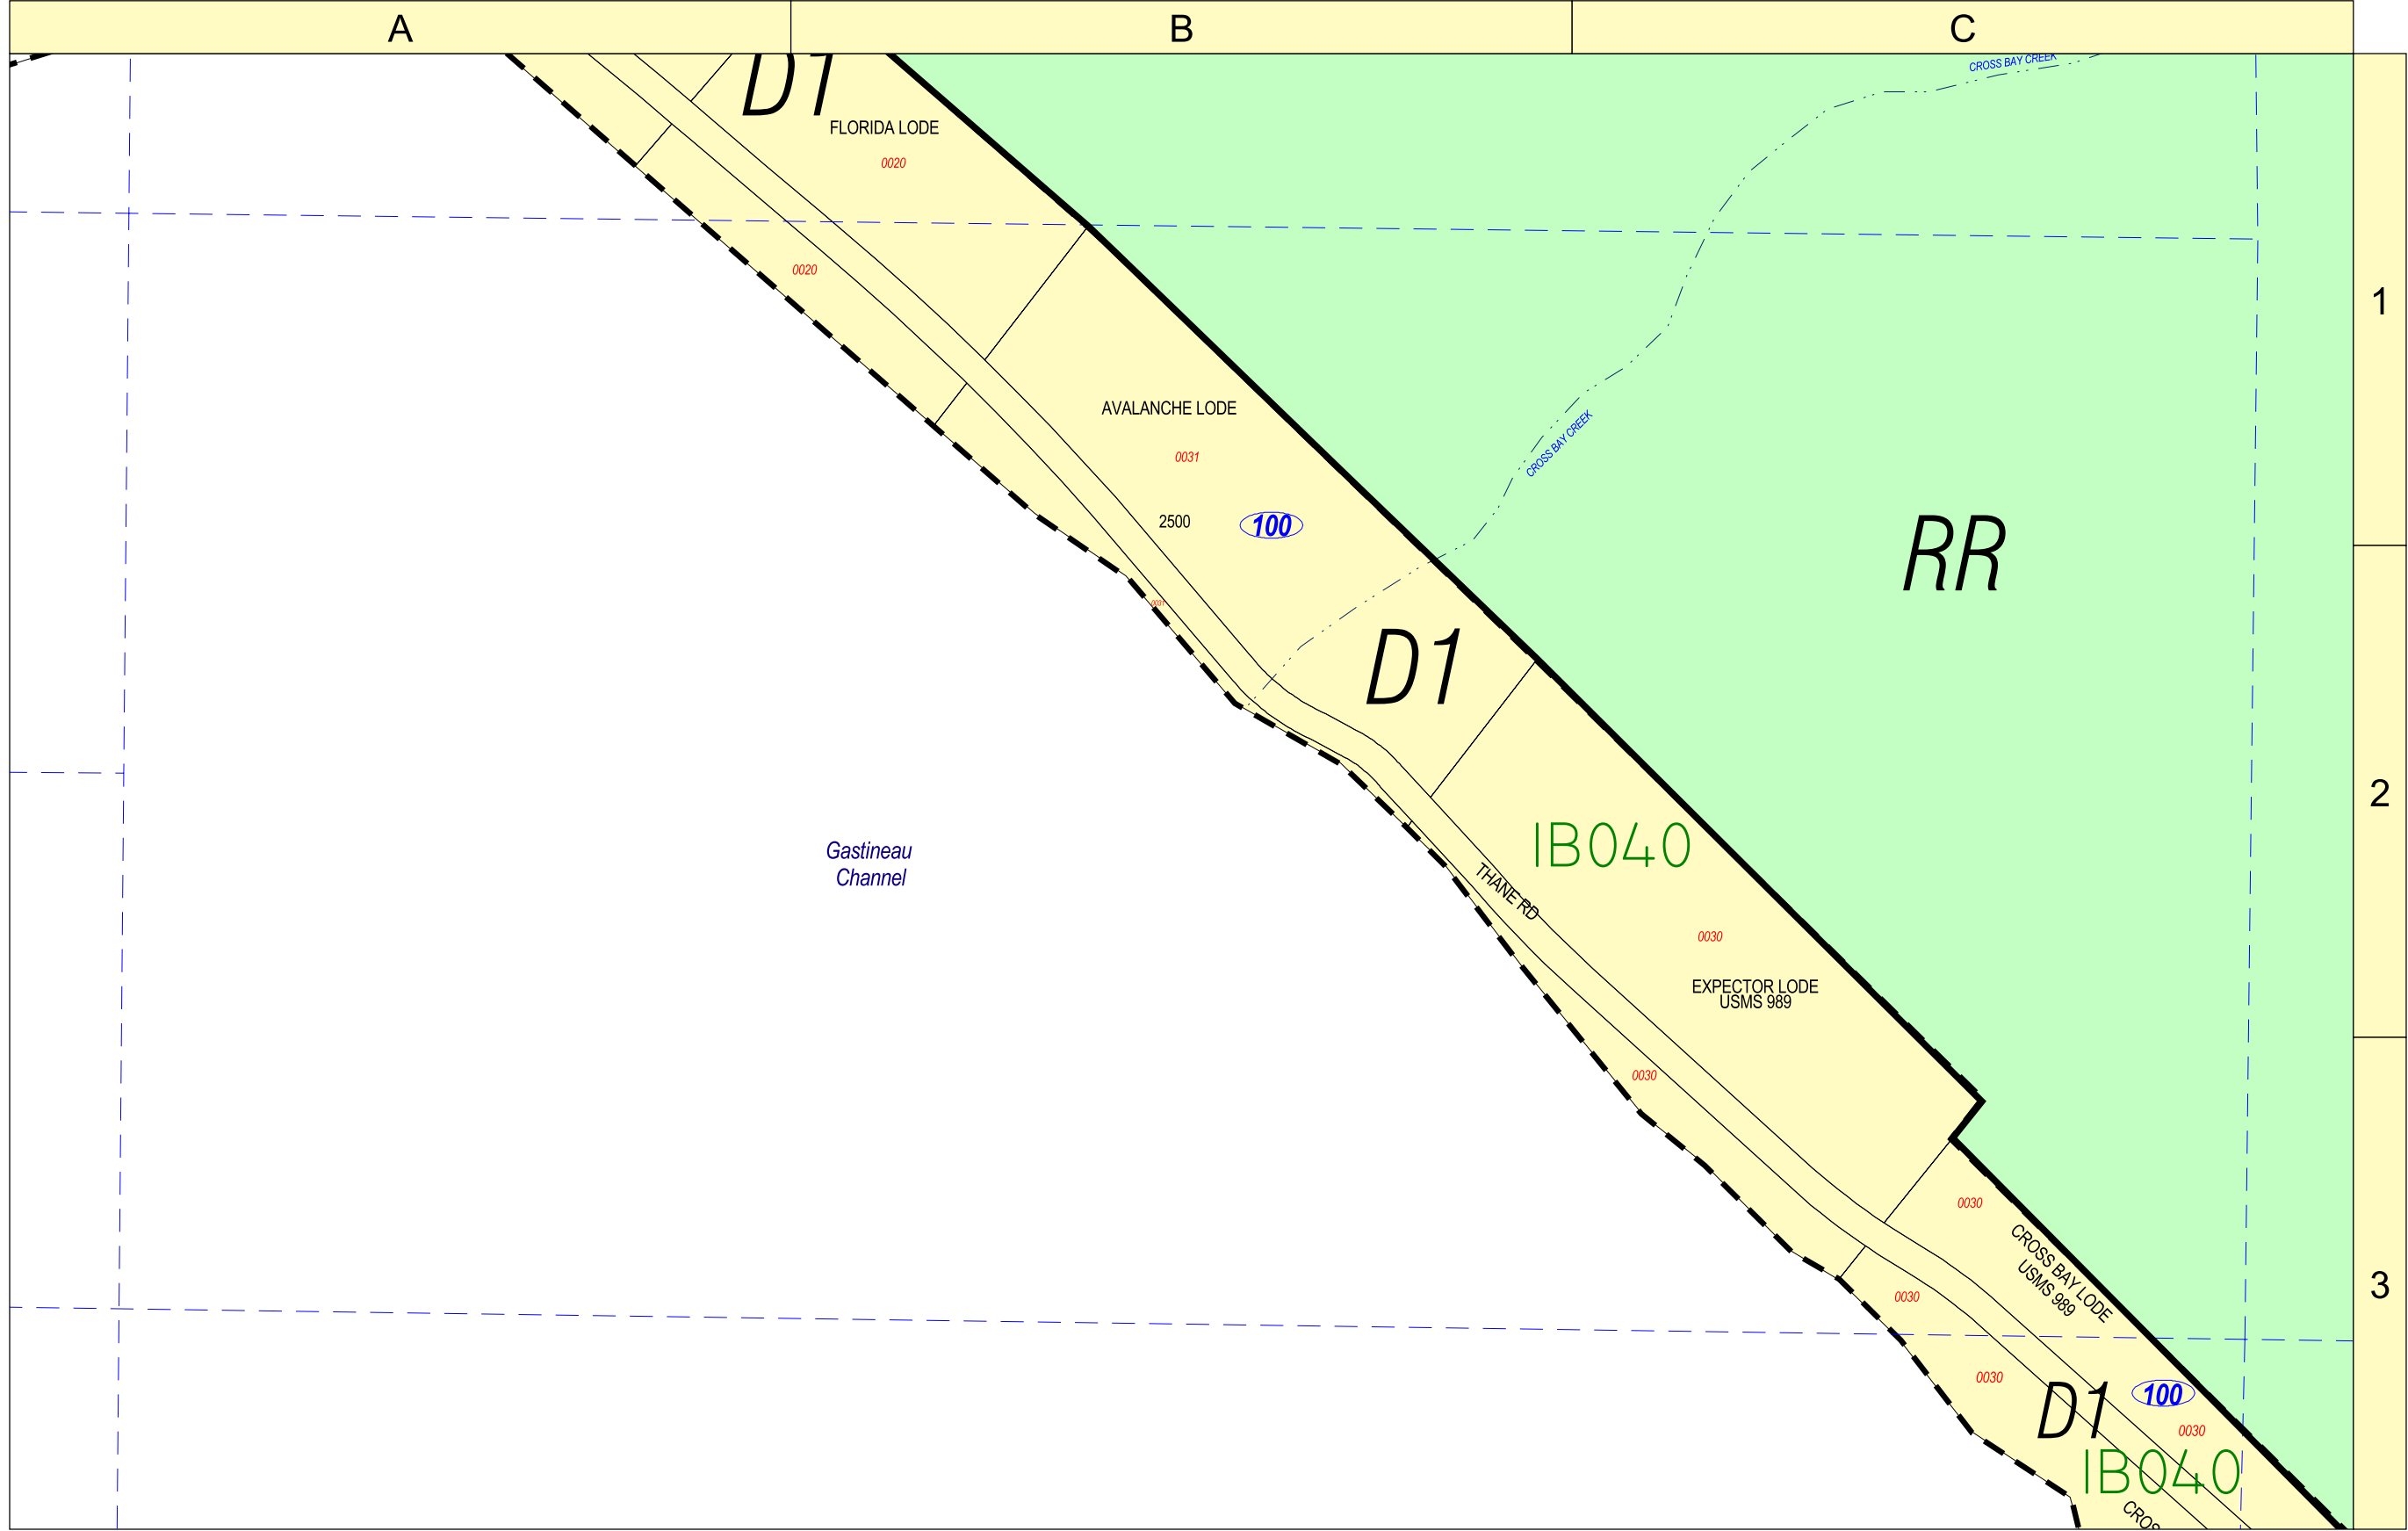 A
B
C
CROSS BAY CREEK
D1
FLORIDA LODE
0020
0020
1
AVALANCHE LODE
0031
CROSS BAY CREEK
2500
100
RR
0031
D1
2
IB040
Gastineau
Channel
THANE RD
0030
EXPECTOR LODE
USMS 989
0030
0030
CROSS BAY LODE
USMS 989
3
0030
0030
D1
100
0030
IB040